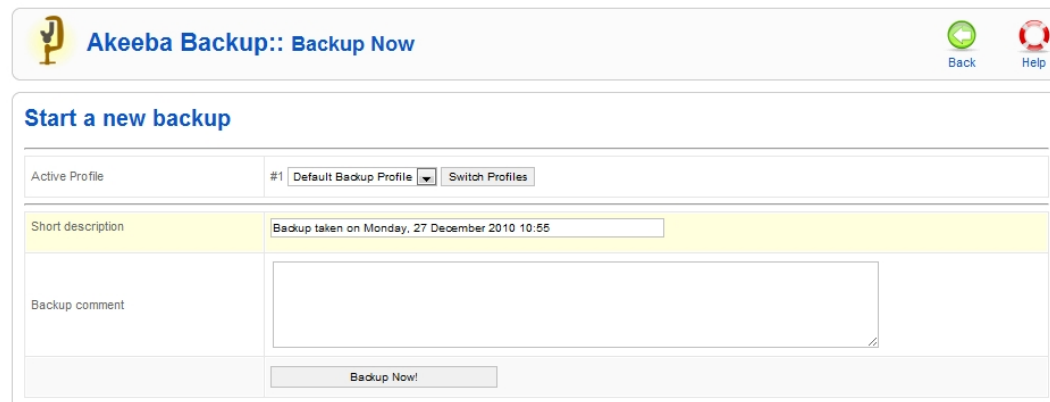 Akeeba Backup:: Backup Now
Back
Help
Start a new backup
Active Profile
#1 Default Backup Profile Switch Profiles
Short description
Backup taken on Monday, 27 December 2010 10:55
Backup comment
Backup Now!